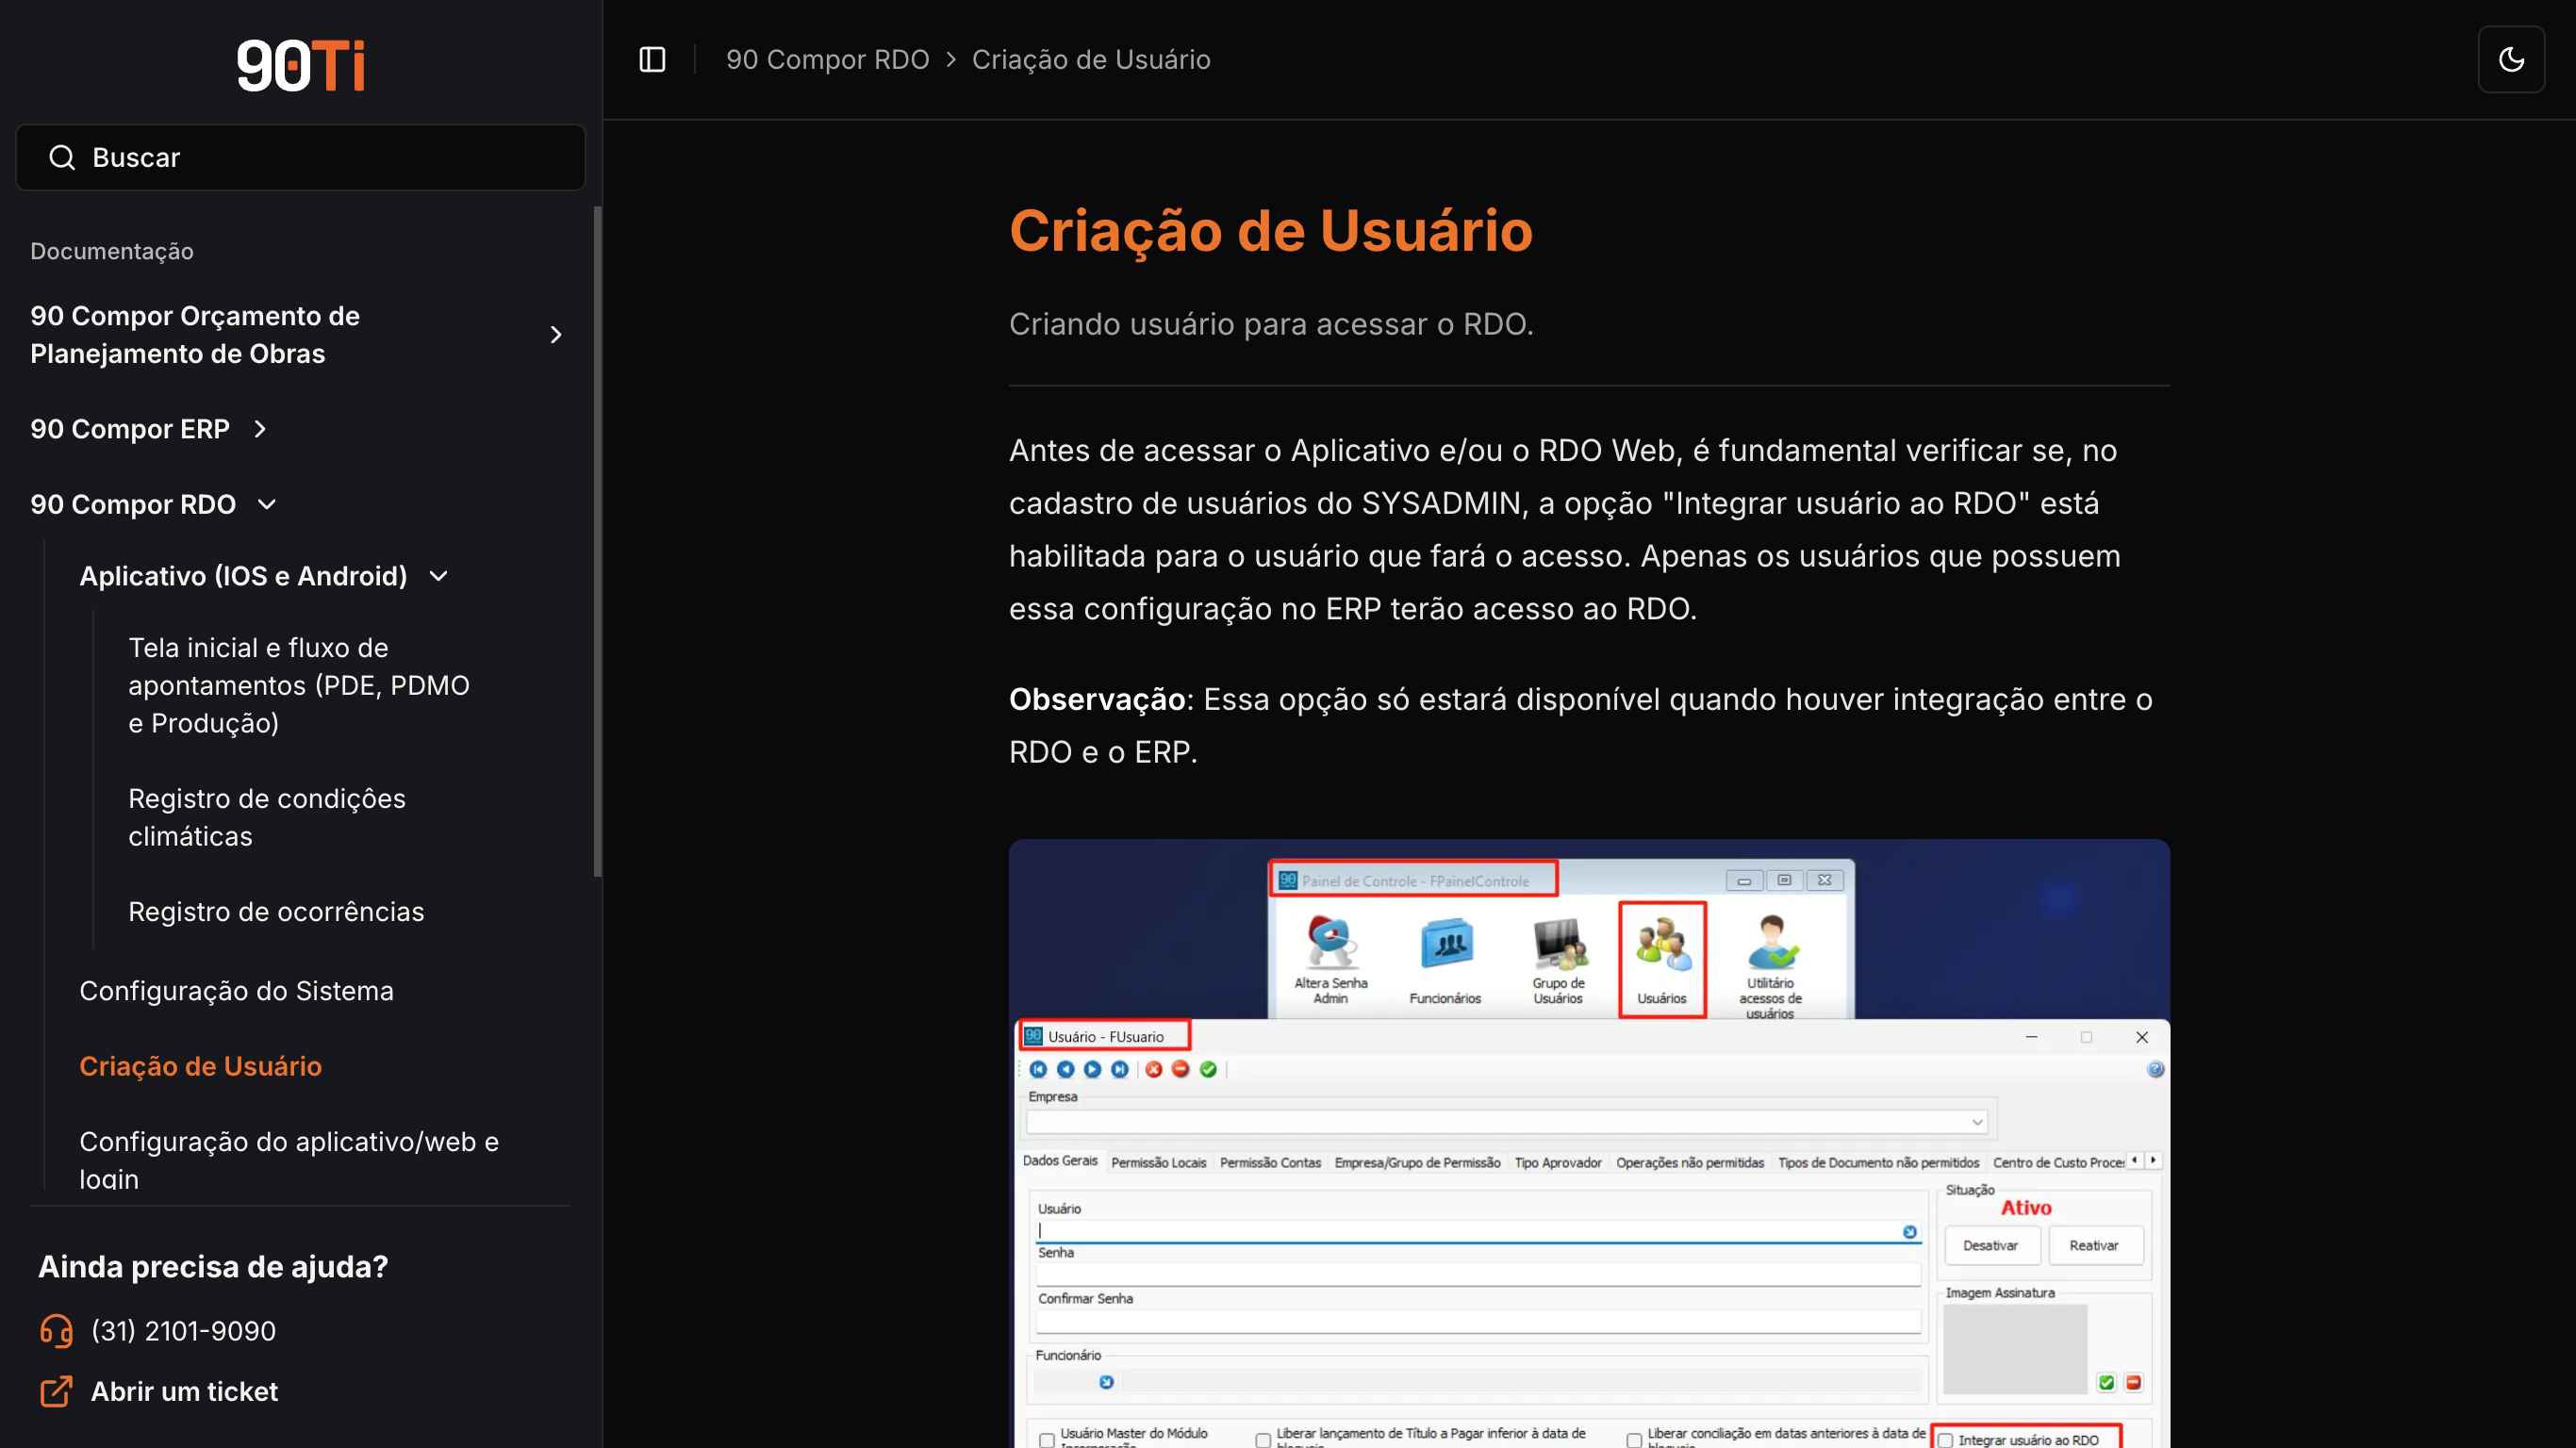 90Ti
Buscar
Documentação
90 Compor Orçamento de
Planejamento de Obras
90 Compor ERP
90 Compor RDO
Aplicativo (IOS e Android)
Tela inicial e fluxo de
apontamentos (PDE, PDMO
e Produção)
Registro de condições
climáticas
Registro de ocorrências
Configuração do Sistema
Criação de Usuário
Configuração do aplicativo/web e
login
Ainda precisa de ajuda?
(31) 2101-9090
Abrir um ticket
90 Compor RDO > Criação de Usuário
Criação de Usuário
Criando usuário para acessar o RDO.
Antes de acessar o Aplicativo e/ou o RDO Web, é fundamental verificar se, no
cadastro de usuários do SYSADMIN, a opção "Integrar usuário ao RDO" está
habilitada para o usuário que fará o acesso. Apenas os usuários que possuem
essa configuração no ERP terão acesso ao RDO.
Observação: Essa opção só estará disponível quando houver integração entre o
RDO e o ERP.
90 Painel de Controle - FPainelControle
Altera Senha
Admin
Funcionários
Grupo de
Usuários
Usuários
Utilitário
acessos de
usuários
90 Usuário - FUsuario
Empresa
Dados Gerais Permissão Locais Permissão Contas Empresa/Grupo de Permissão Tipo Aprovador Operações não permitidas Tipos de Documento não permitidos Centro de Custo Proces
Usuário
Senha
Confirmar Senha
Funcionário
Situação
Ativo
Desativar Reativar
Imagem Assinatura
Usuário Master do Módulo
Liberar lançamento de Título a Pagar inferior à data de
Liberar conciliação em datas anteriores à data de
Integrar usuário ao RDO